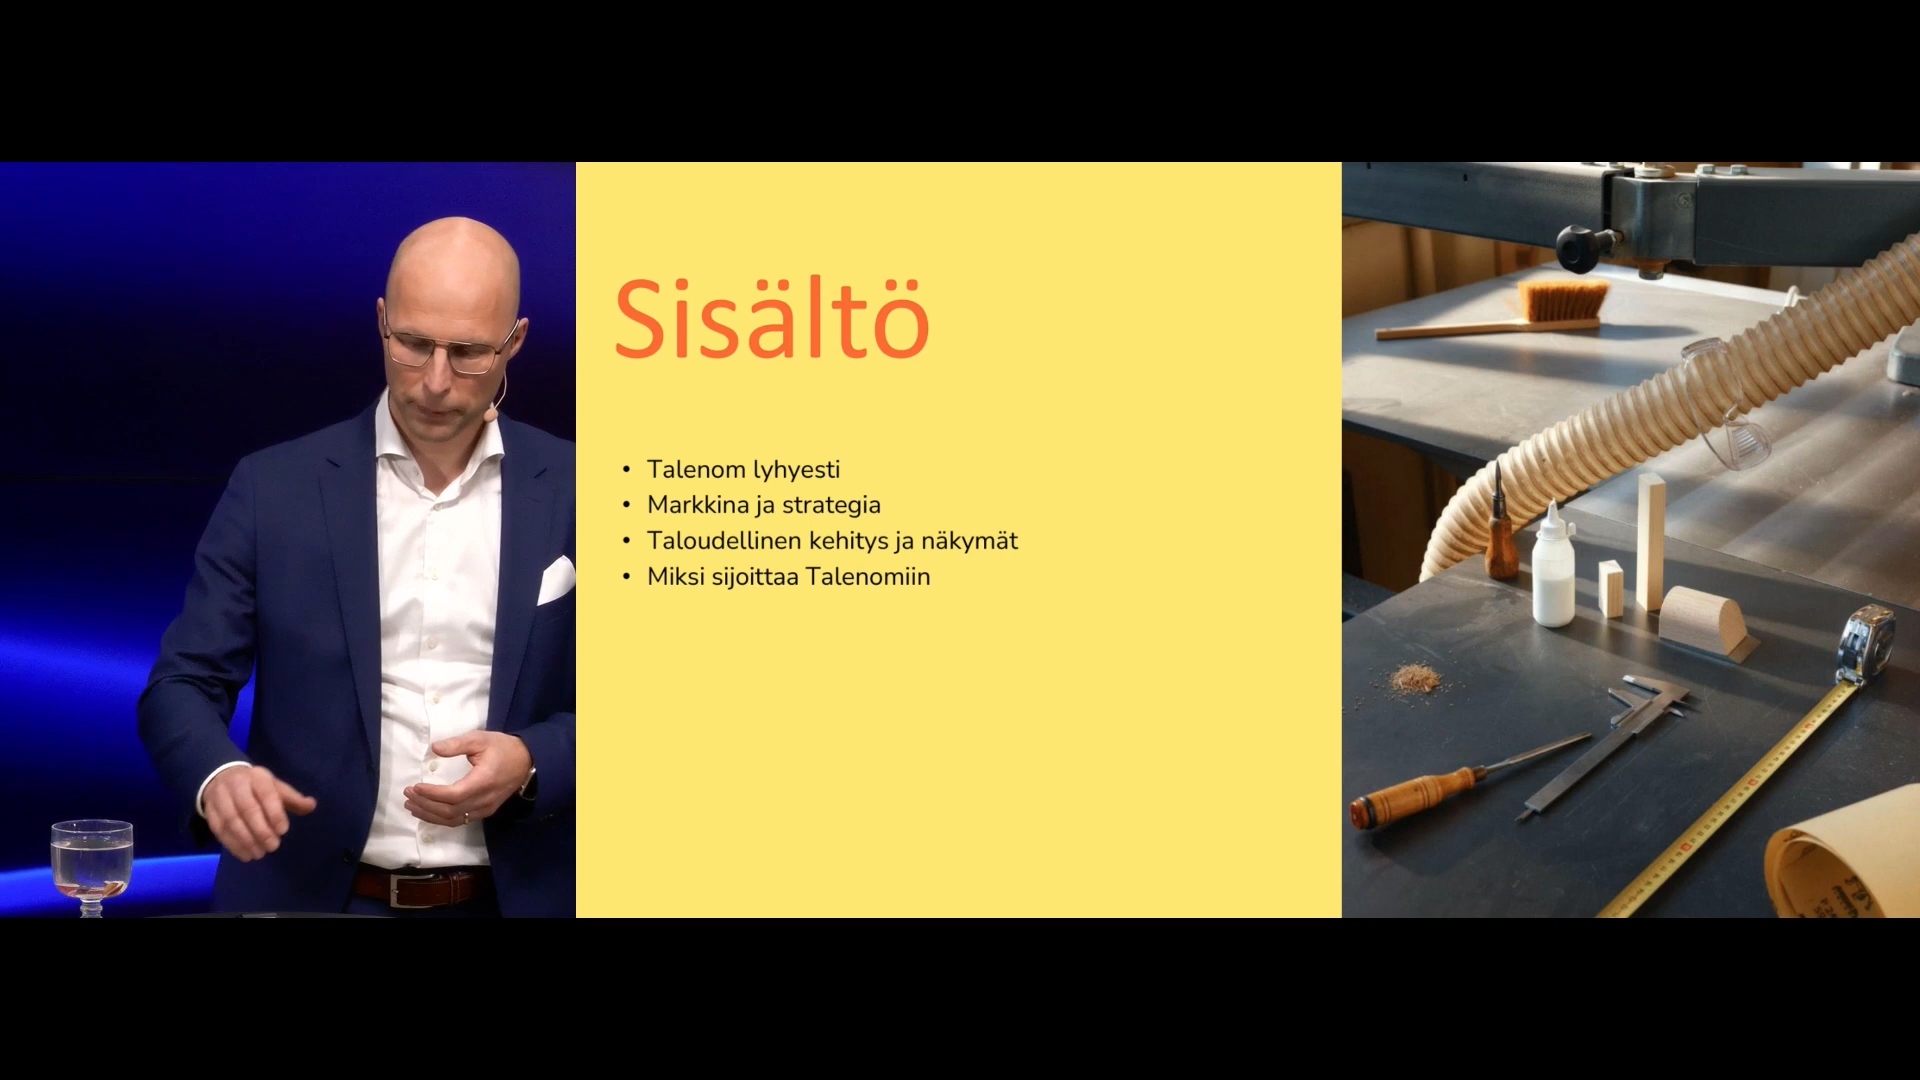 Sisältö
• Talenom lyhyesti
• Markkina ja strategia
• Taloudellinen kehitys ja näkymät
• Miksi sijoittaa Talenomiin